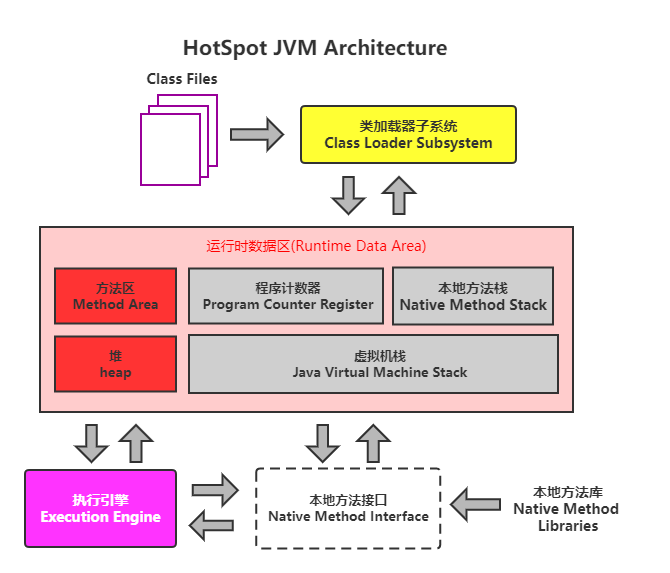 HotSpot JVM Architecture
Class Files
类加载器子系统
Class Loader Subsystem
运行时数据区(Runtime Data Area)
方法区
Method Area
程序计数器
Program Counter Register
本地方法栈
Native Method Stack
堆
heap
虚拟机栈
Java Virtual Machine Stack
执行引擎
Execution Engine
本地方法接口
Native Method Interface
本地方法库
Native Method
Libraries